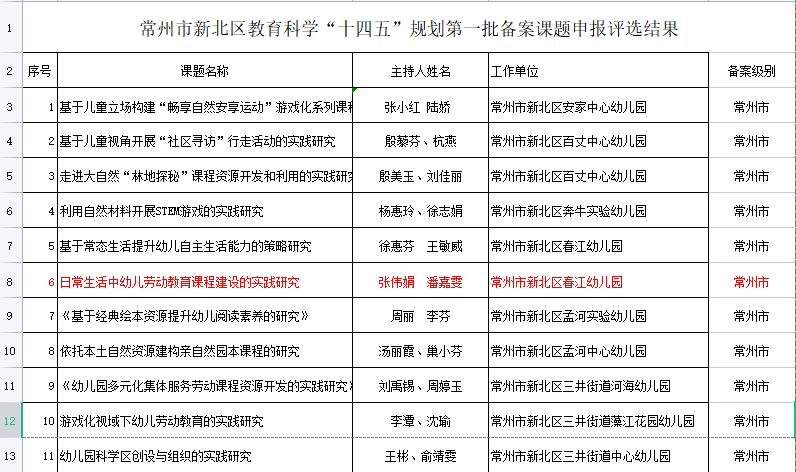 1 常州市新北区教育科学“十四五”规划第一批备案课题申报评选结果
2 序号 课题名称 主持人姓名 工作单位 备案级别
3 1 基于儿童立场构建“畅享自然安享运动”游戏化系列课程 张小红 陆娇 常州市新北区安家中心幼儿园 常州市
4 2 基于儿童视角开展“社区寻访”行走活动的实践研究 殷藜芬、杭燕 常州市新北区百丈中心幼儿园 常州市
5 3 走进大自然“林地探秘”课程资源开发和利用的实践研究 殷美玉、刘佳丽 常州市新北区百丈中心幼儿园 常州市
6 4 利用自然材料开展STEM游戏的实践研究 杨惠玲、徐志娟 常州市新北区奔牛实验幼儿园 常州市
7 5 基于常态生活提升幼儿自主生活能力的策略研究 徐惠芬 王敏威 常州市新北区春江幼儿园 常州市
8 6 日常生活中幼儿劳动教育课程建设的实践研究 张伟娟 潘嘉雯 常州市新北区春江幼儿园 常州市
9 7 《基于经典绘本资源提升幼儿阅读素养的研究》 周丽 李芬 常州市新北区孟河实验幼儿园 常州市
10 8 依托本土自然资源建构亲自然园本课程的研究 汤丽霞、巢小芬 常州市新北区孟河中心幼儿园 常州市
11 9 《幼儿园多元化集体服务劳动课程资源开发的实践研究》 刘禹锡、周婷玉 常州市新北区三井街道河海幼儿园 常州市
12 10 游戏化视域下幼儿劳动教育的实践研究 李潭、沈瑜 常州市新北区三井街道藻江花园幼儿园 常州市
13 11 幼儿园科学区创设与组织的实践研究 王彬、俞靖雯 常州市新北区三井街道中心幼儿园 常州市